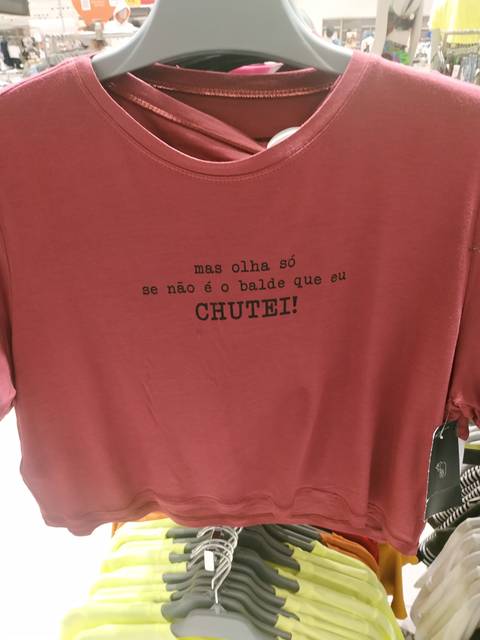 mas olha só
se não é o balde que eu
CHUTEI!